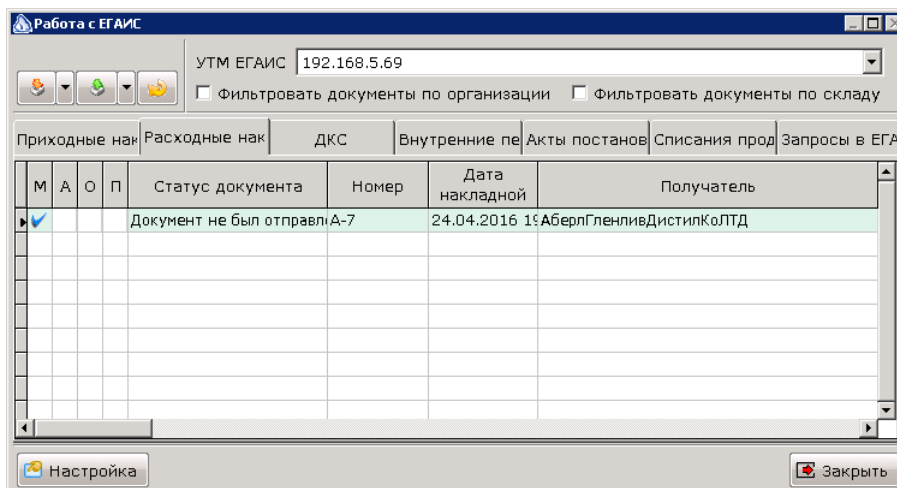 Работа с ЕГАИС
УТМ ЕГАИС 192.168.5.69
Фильтровать документы по организации Фильтровать документы по складу
Приходные нак Расходные нак ДКС Внутренние пе Акты постанов Списания прод Запросы в ЕГА
М А О П Статус документа Номер Дата накладной Получатель
Документ не был отправл А-7 24.04.2016 19 АберлГленливДистилКоЛТД
Настройка Закрыть